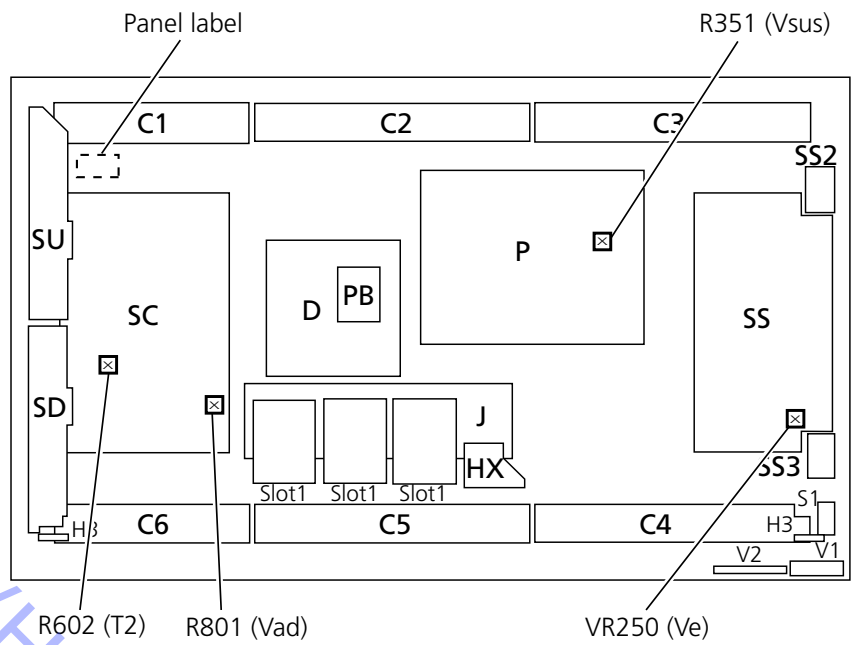 Panel label
R351 (Vsus)
C1
C2
C3
SS2
SU
P
PB
D
SC
SS
SD
J
HX
SS3
Slot1
Slot1
Slot1
S1
H3
C6
C5
C4
H3
V2
V1
R602 (T2)
R801 (Vad)
VR250 (Ve)